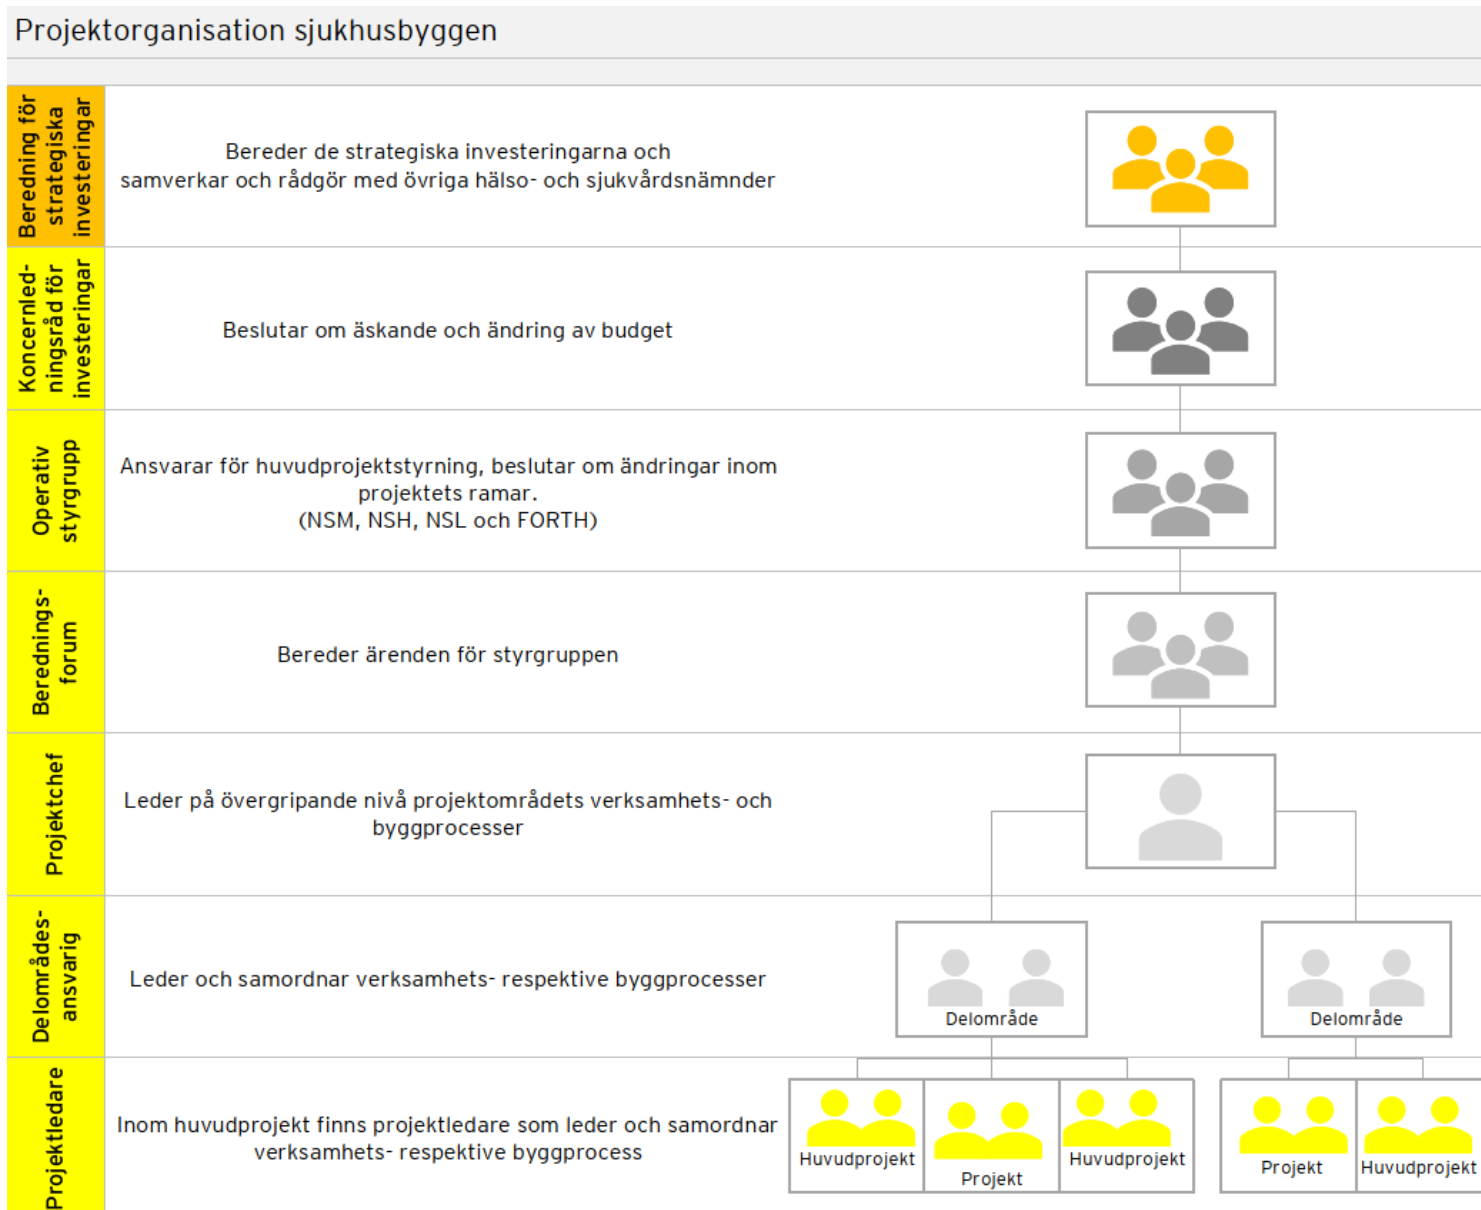 Projektorganisation sjukhusbyggen
Beredning för
strategiska
investeringar
Bereder de strategiska investeringarna och
samverkar och rådgör med övriga hälso- och sjukvårdsnämnder
Koncernled-
ningsråd för
investeringar
Beslutar om äskande och ändring av budget
Operativ
styrgrupp
Ansvarar för huvudprojektstyrning, beslutar om ändringar inom
projektets ramar.
(NSM, NSH, NSL och FORTH)
Berednings-
forum
Bereder ärenden för styrgruppen
Projektchef
Leder på övergripande nivå projektområdets verksamhets- och
byggprocesser
Delområdes-
ansvarig
Leder och samordnar verksamhets- respektive byggprocesser
Delområde
Delområde
Projektledare
Inom huvudprojekt finns projektledare som leder och samordnar
verksamhets- respektive byggprocess
Huvudprojekt
Projekt
Huvudprojekt
Projekt
Huvudprojekt